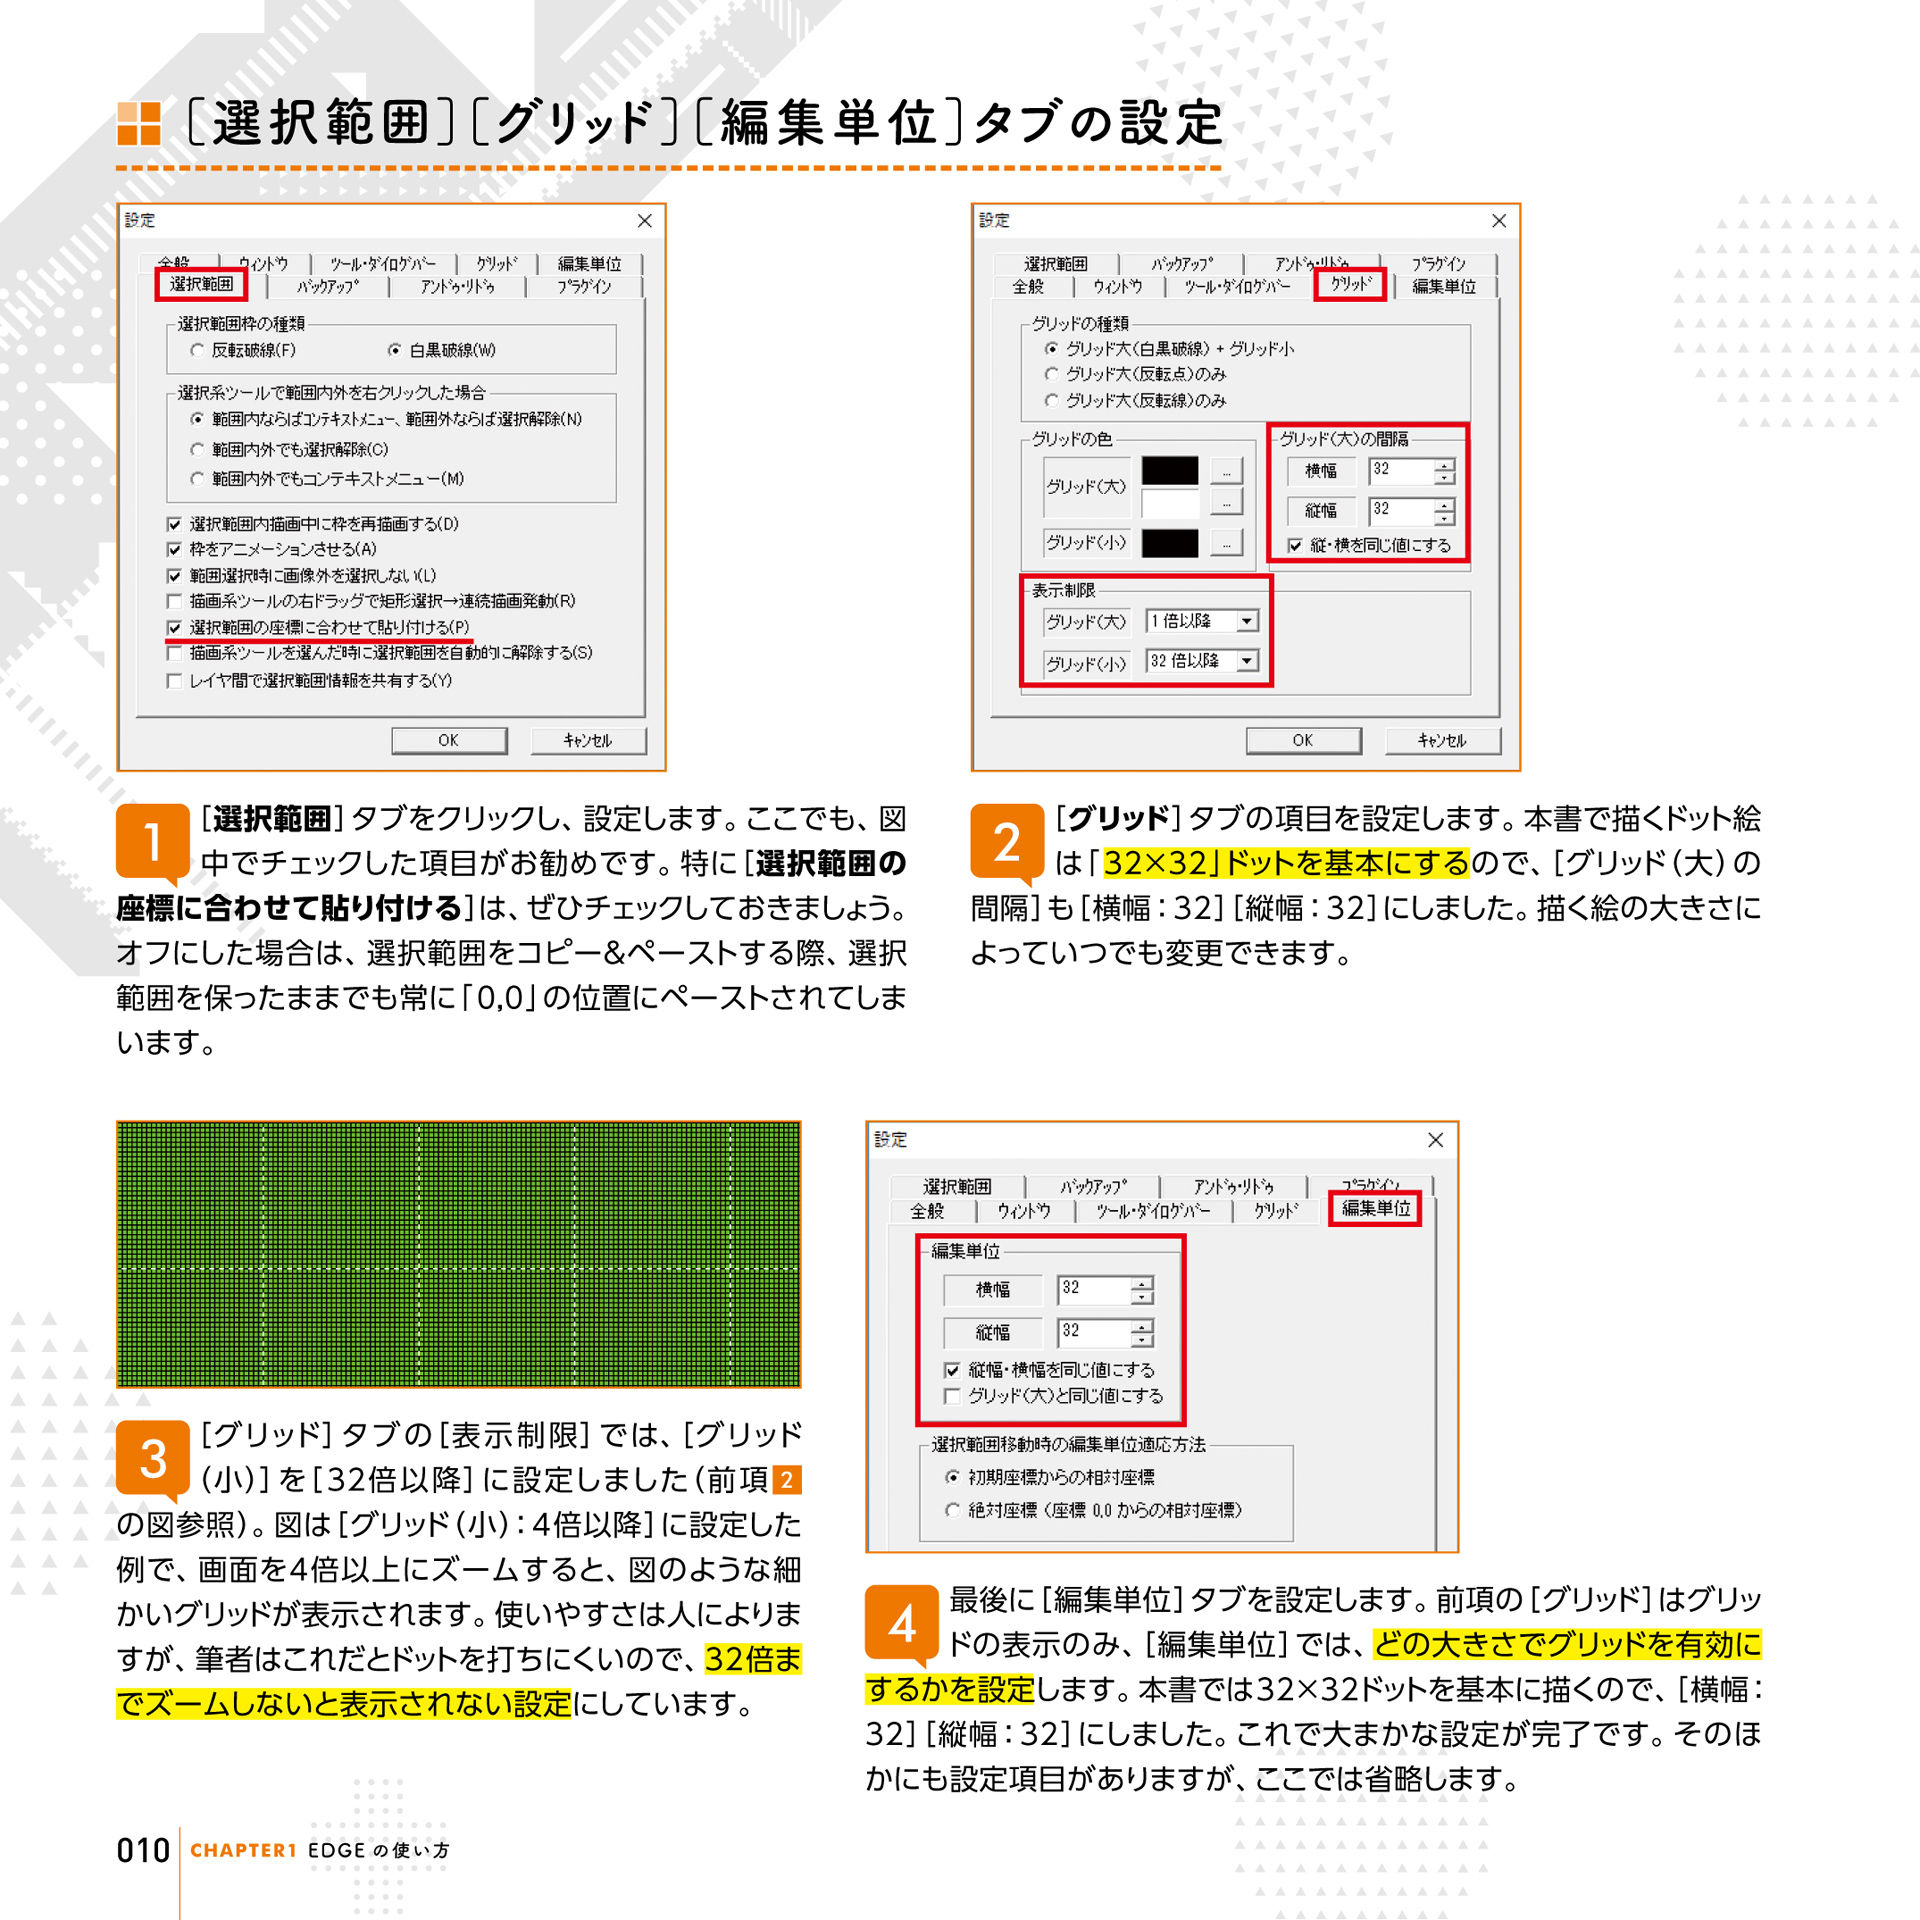 [選択範囲][グリッド][編集単位]タブの設定
設定
全般 ウィンドウ ツール・ダイログバー グリッド 編集単位
選択範囲 バックアップ アンドゥ・リドゥ プラグイン
選択範囲枠の種類
反転破線(F) 白黒破線(W)
選択系ツールで範囲内外を右クリックした場合
範囲内ならばコンテキストメニュー、範囲外ならば選択解除(N)
範囲内外でも選択解除(C)
範囲内外でもコンテキストメニュー(M)
選択範囲内描画中に枠を再描画する(D)
枠をアニメーションさせる(A)
範囲選択時に画像外を選択しない(L)
描画系ツールの右ドラッグで矩形選択→連続描画発動(R)
選択範囲の座標に合わせて貼り付ける(P)
描画系ツールを選んだ時に選択範囲を自動的に解除する(S)
レイヤ間で選択範囲情報を共有する(Y)
OK キャンセル
設定
選択範囲 バックアップ アンドゥ・リドゥ プラグイン
全般 ウィンドウ ツール・ダイログバー グリッド 編集単位
グリッドの種類
グリッド大(白黒破線) + グリッド小
グリッド大(反転点)のみ
グリッド大(反転線)のみ
グリッドの色
グリッド(大) ... ...
グリッド(小) ...
グリッド(大)の間隔
横幅 32
縦幅 32
縦・横を同じ値にする
表示制限
グリッド(大) 1 倍以降
グリッド(小) 32 倍以降
OK キャンセル
1 [選択範囲]タブをクリックし、設定します。ここでも、図
中でチェックした項目がお勧めです。特に[選択範囲の
座標に合わせて貼り付ける]は、ぜひチェックしておきましょう。
オフにした場合は、選択範囲をコピー&ペーストする際、選択
範囲を保ったままでも常に「0,0」の位置にペーストされてしま
います。
2 [グリッド]タブの項目を設定します。本書で描くドット絵
は「32×32」ドットを基本にするので、[グリッド(大)の
間隔]も[横幅:32][縦幅:32]にしました。描く絵の大きさに
よっていつでも変更できます。
3 [グリッド]タブの[表示制限]では、[グリッド
(小)]を[32倍以降]に設定しました(前項2
の図参照)。図は[グリッド(小):4倍以降]に設定した
例で、画面を4倍以上にズームすると、図のような細
かいグリッドが表示されます。使いやすさは人によりま
すが、筆者はこれだとドットを打ちにくいので、32倍ま
でズームしないと表示されない設定にしています。
設定
選択範囲 バックアップ アンドゥ・リドゥ プラグイン
全般 ウィンドウ ツール・ダイログバー グリッド 編集単位
編集単位
横幅 32
縦幅 32
縦幅・横幅を同じ値にする
グリッド(大)と同じ値にする
選択範囲移動時の編集単位適応方法
初期座標からの相対座標
絶対座標 (座標 0,0 からの相対座標)
4 最後に[編集単位]タブを設定します。前項の[グリッド]はグリッ
ドの表示のみ、[編集単位]では、どの大きさでグリッドを有効に
するかを設定します。本書では32×32ドットを基本に描くので、[横幅:
32][縦幅:32]にしました。これで大まかな設定が完了です。そのほ
かにも設定項目がありますが、ここでは省略します。
010 CHAPTER1 EDGE の使い方